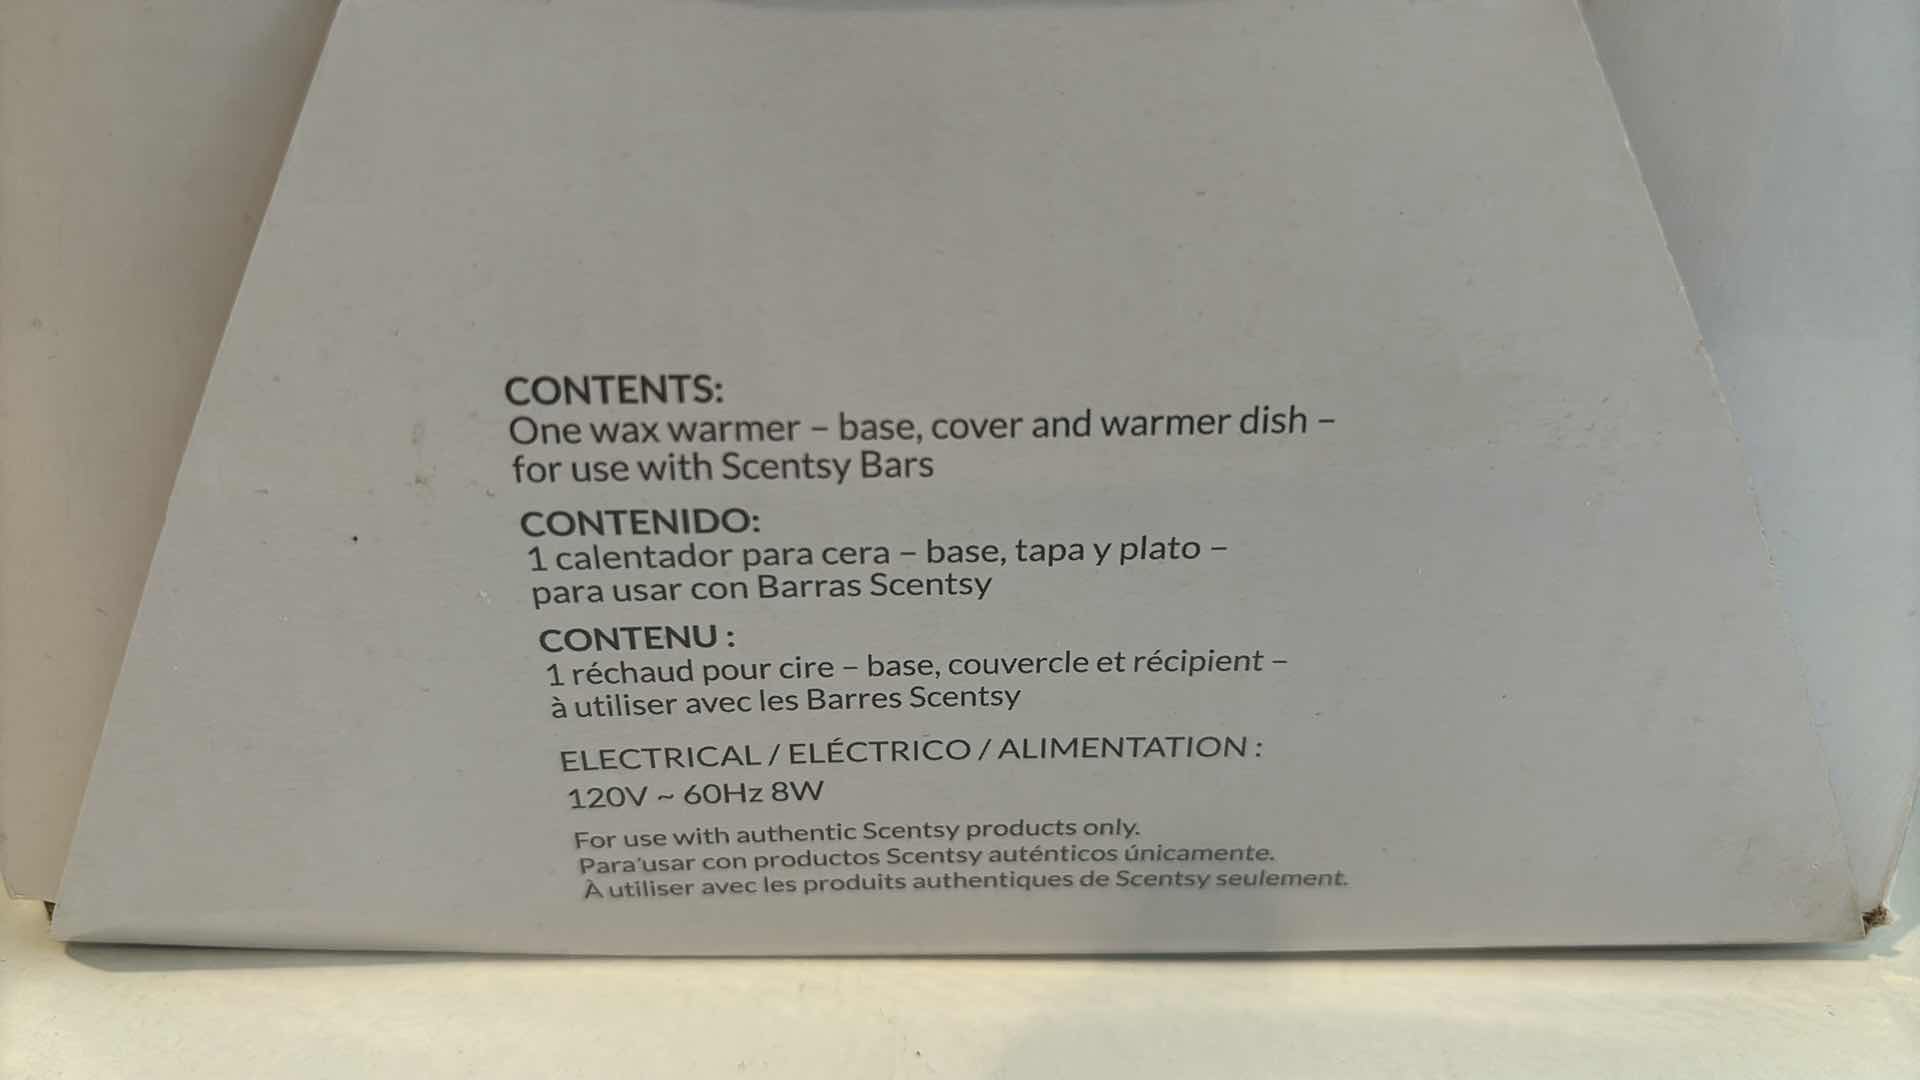 CONTENTS:
One wax warmer – base, cover and warmer dish –
for use with Scentsy Bars
CONTENIDO:
1 calentador para cera – base, tapa y plato –
para usar con Barras Scentsy
CONTENU :
1 réchaud pour cire – base, couvercle et récipient –
à utiliser avec les Barres Scentsy
ELECTRICAL / ELÉCTRICO / ALIMENTATION :
120V ~ 60Hz 8W
For use with authentic Scentsy products only.
Para usar con productos Scentsy auténticos únicamente.
À utiliser avec les produits authentiques de Scentsy seulement.